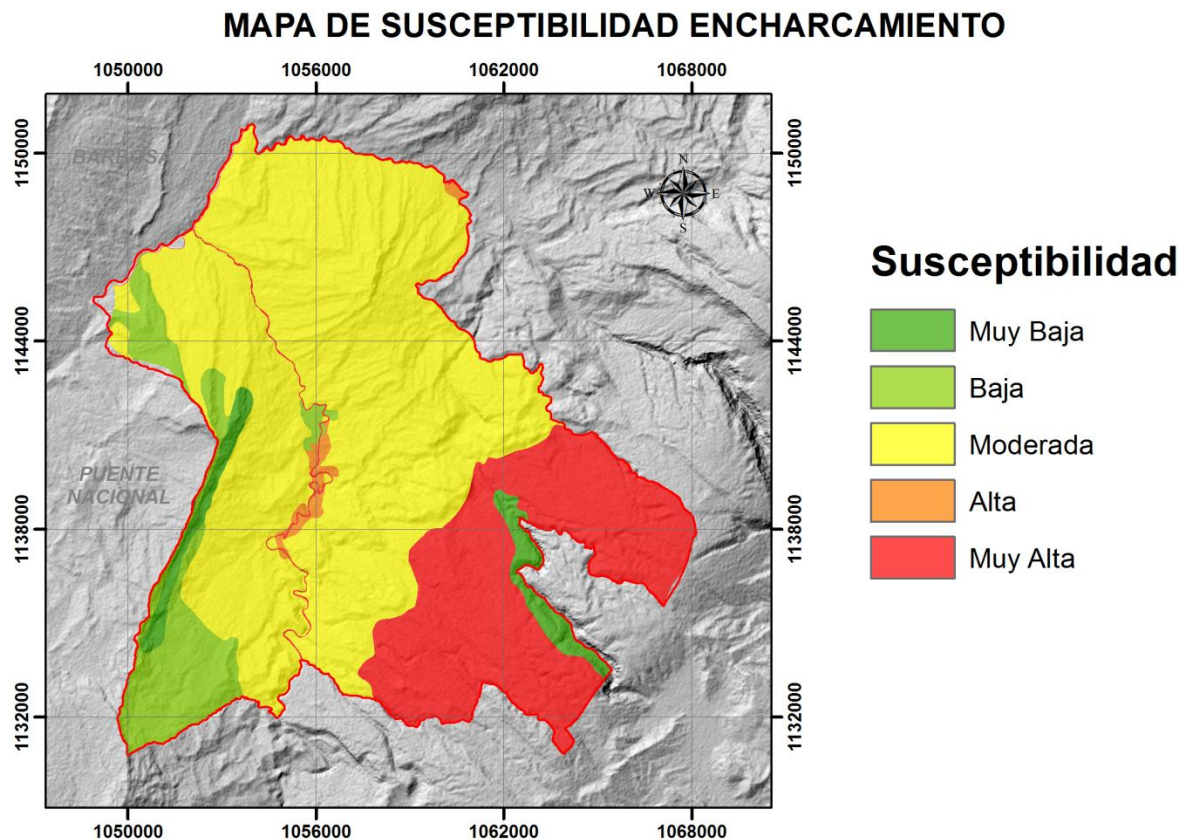 MAPA DE SUSCEPTIBILIDAD ENCHARCAMIENTO
1050000 1056000 1062000 1068000
1150000 1150000
BARBOSA
N
W E
S
Susceptibilidad
Muy Baja
Baja
1144000 1144000
Moderada
PUENTE
NACIONAL
Alta
1138000 1138000
Muy Alta
1132000 1132000
1050000 1056000 1062000 1068000